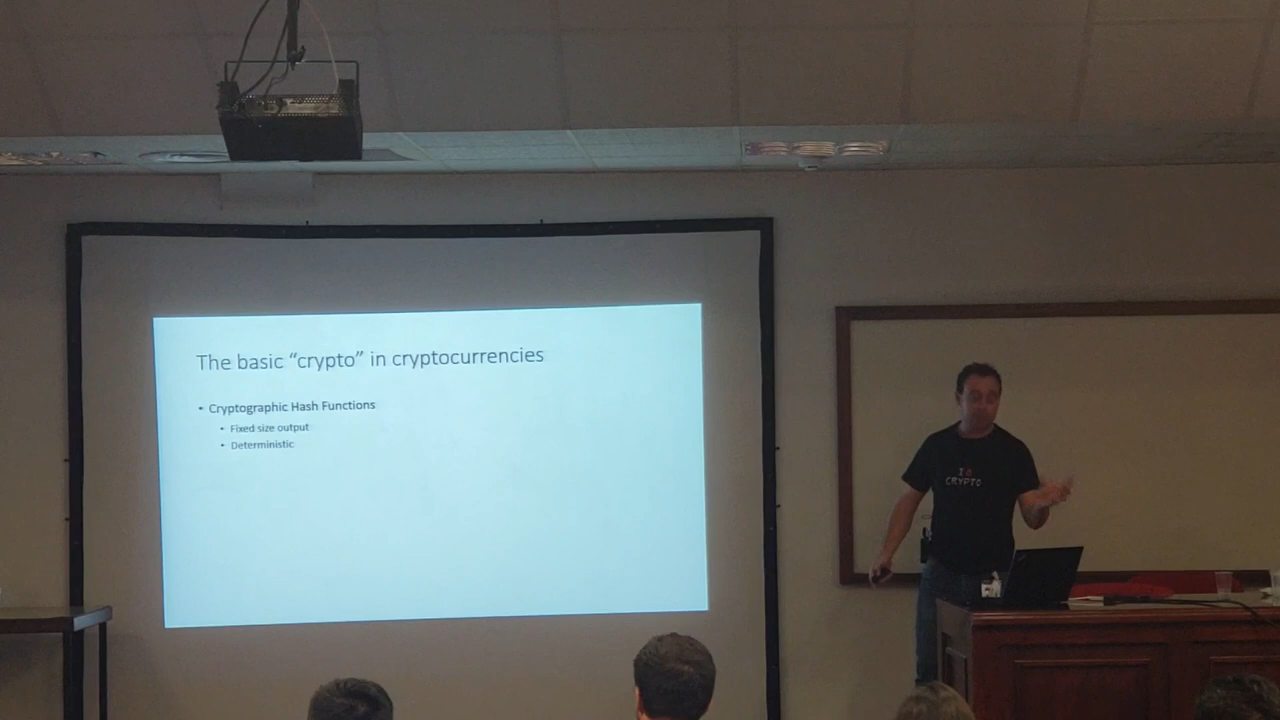 The basic “crypto” in cryptocurrencies
• Cryptographic Hash Functions
• Fixed size output
• Deterministic
I
CRYPTO